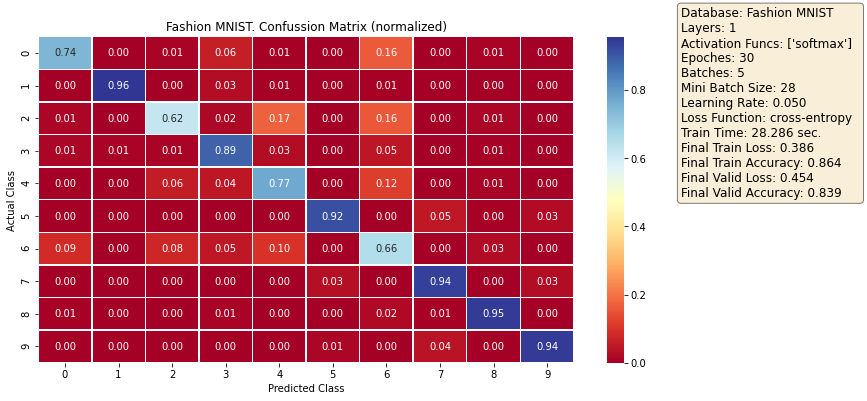 Fashion MNIST. Confussion Matrix (normalized)
Actual Class
0 0.74 0.00 0.01 0.06 0.01 0.00 0.16 0.00 0.01 0.00
1 0.00 0.96 0.00 0.03 0.01 0.00 0.01 0.00 0.00 0.00
2 0.01 0.00 0.62 0.02 0.17 0.00 0.16 0.00 0.01 0.00
3 0.01 0.01 0.01 0.89 0.03 0.00 0.05 0.00 0.01 0.00
4 0.00 0.00 0.06 0.04 0.77 0.00 0.12 0.00 0.01 0.00
5 0.00 0.00 0.00 0.00 0.00 0.92 0.00 0.05 0.00 0.03
6 0.09 0.00 0.08 0.05 0.10 0.00 0.66 0.00 0.03 0.00
7 0.00 0.00 0.00 0.00 0.00 0.03 0.00 0.94 0.00 0.03
8 0.01 0.00 0.00 0.01 0.00 0.00 0.02 0.01 0.95 0.00
9 0.00 0.00 0.00 0.00 0.00 0.01 0.00 0.04 0.00 0.94
0 1 2 3 4 5 6 7 8 9
Predicted Class
0.8
0.6
0.4
0.2
0.0
Database: Fashion MNIST
Layers: 1
Activation Funcs: ['softmax']
Epoches: 30
Batches: 5
Mini Batch Size: 28
Learning Rate: 0.050
Loss Function: cross-entropy
Train Time: 28.286 sec.
Final Train Loss: 0.386
Final Train Accuracy: 0.864
Final Valid Loss: 0.454
Final Valid Accuracy: 0.839